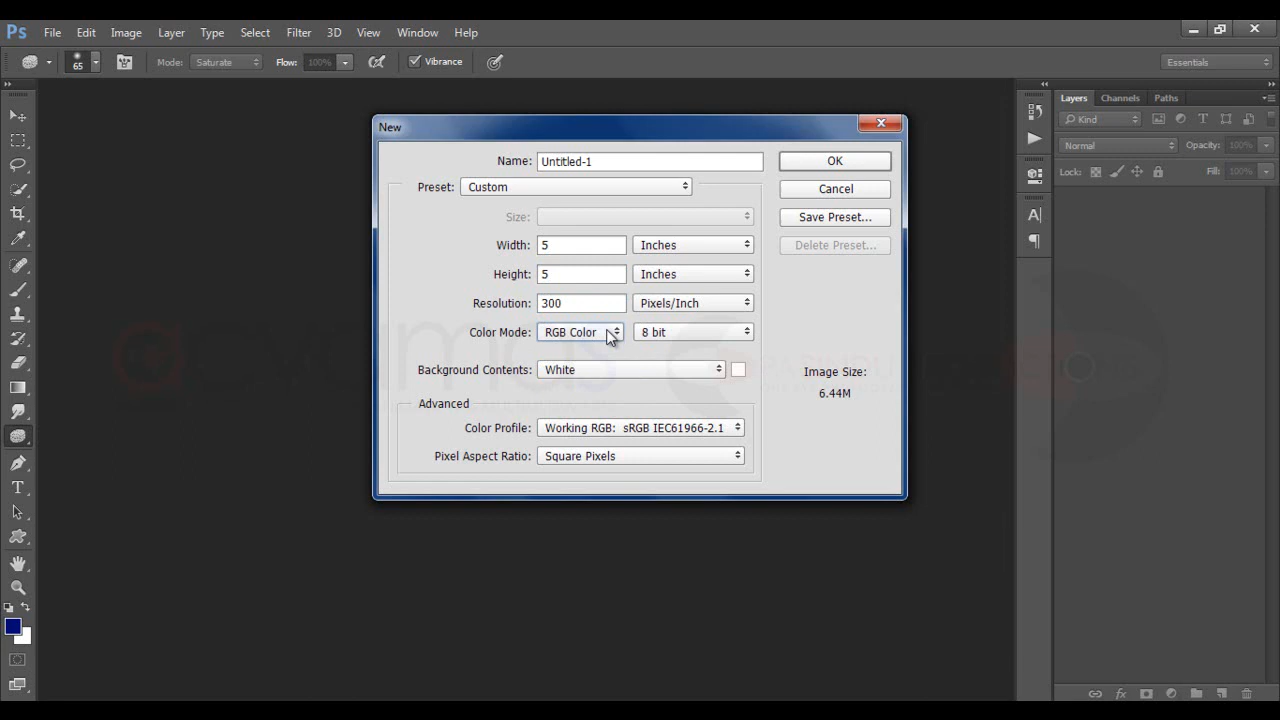 Ps File Edit Image Layer Type Select Filter 3D View Window Help
65 Mode: Saturate Flow: 100% Vibrance Essentials
New
Name: Untitled-1 OK
Preset: Custom Cancel
Size: Save Preset...
Width: 5 Inches Delete Preset...
Height: 5 Inches
Resolution: 300 Pixels/Inch
Color Mode: RGB Color 8 bit
Background Contents: White
Image Size:
6.44M
Advanced
Color Profile: Working RGB: sRGB IEC61966-2.1
Pixel Aspect Ratio: Square Pixels
Layers Channels Paths
Kind
Normal Opacity: 100%
Lock: Fill: 100%